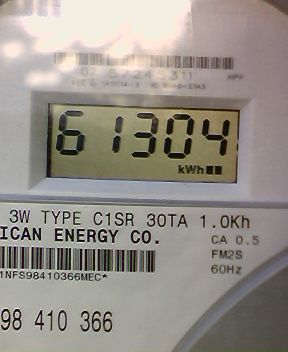 61304
kWh
3W TYPE C1SR 30TA 1.0Kh
ICAN ENERGY CO.
CA 0.5
FM2S
1NFS98410366MEC*
60Hz
98 410 366